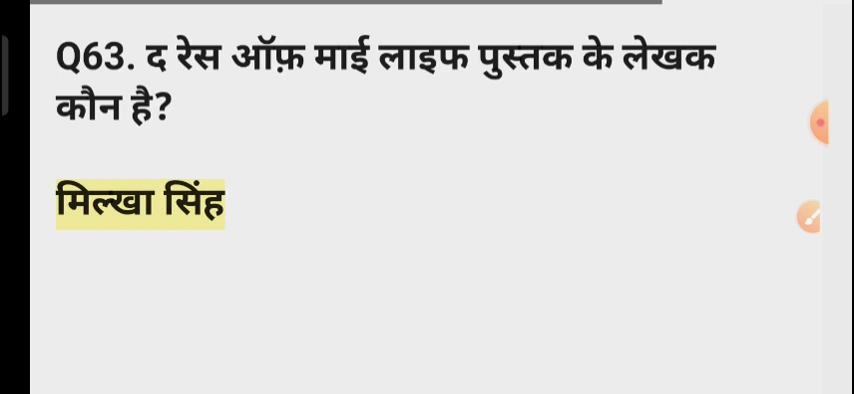 Q63. द रेस ऑफ़ माई लाइफ पुस्तक के लेखक
कौन है?
मिल्खा सिंह